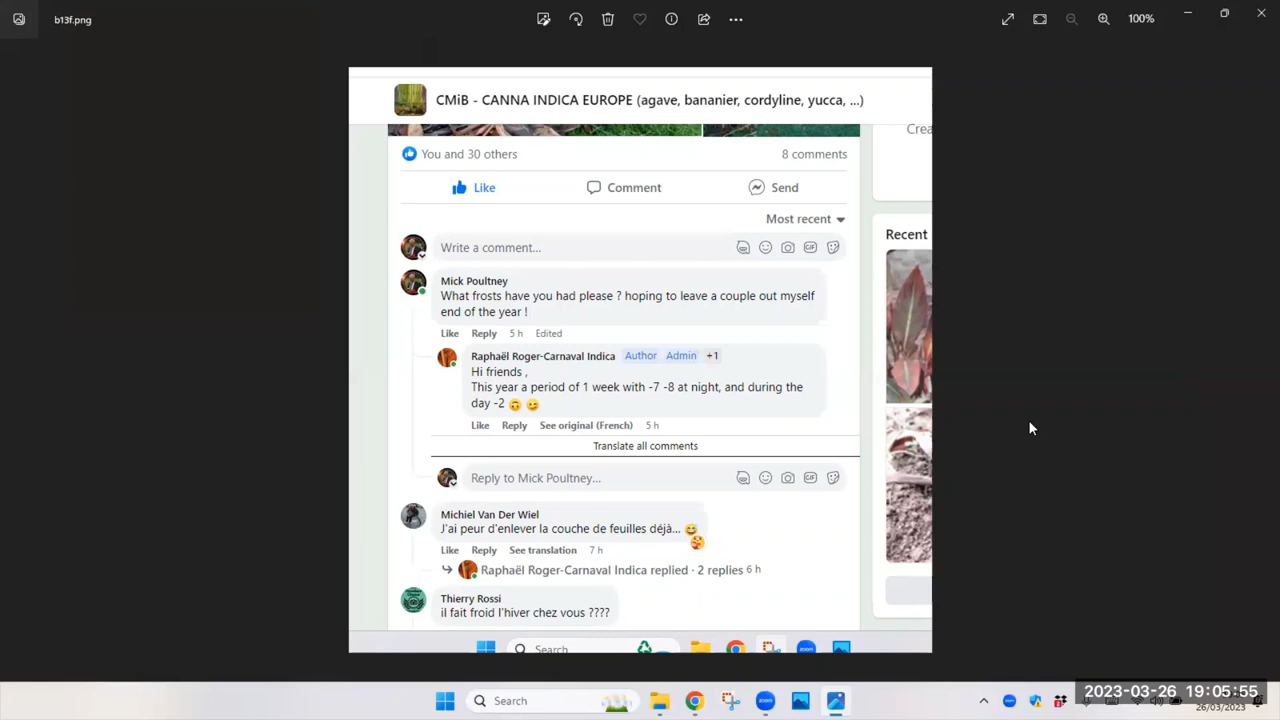 b13f.png
100%
CMiB - CANNA INDICA EUROPE (agave, bananier, cordyline, yucca, ...)
You and 30 others
8 comments
Like
Comment
Send
Most recent
Write a comment...
GIF
Mick Poultney
What frosts have you had please ? hoping to leave a couple out myself
end of the year !
Like Reply 5 h Edited
Raphaël Roger-Carnaval Indica Author Admin +1
Hi friends ,
This year a period of 1 week with -7 -8 at night, and during the
day -2
Like Reply See original (French) 5 h
Translate all comments
Reply to Mick Poultney...
GIF
Michiel Van Der Wiel
J'ai peur d'enlever la couche de feuilles déjà...
Like Reply See translation 7 h
Raphaël Roger-Carnaval Indica replied · 2 replies 6 h
Thierry Rossi
il fait froid l'hiver chez vous ????
Crea
Recent
Search
zoom
Search
2023-03-26 19:05:55
26/03/2023